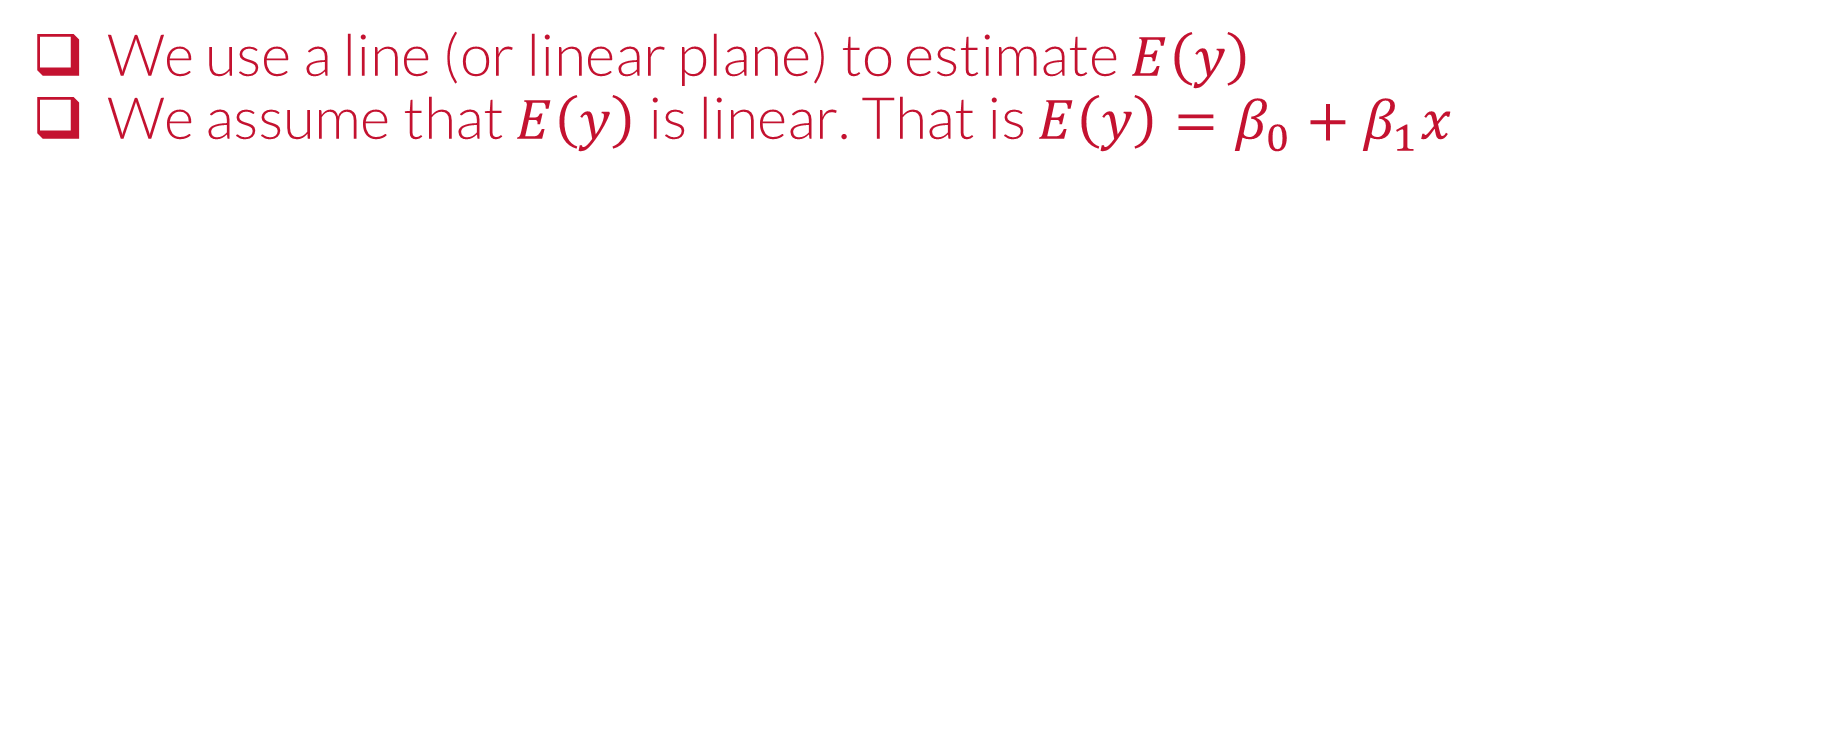 ❑ We use a line (or linear plane) to estimate E(y)
❑ We assume that E(y) is linear. That is E(y) = β₀ + β₁x